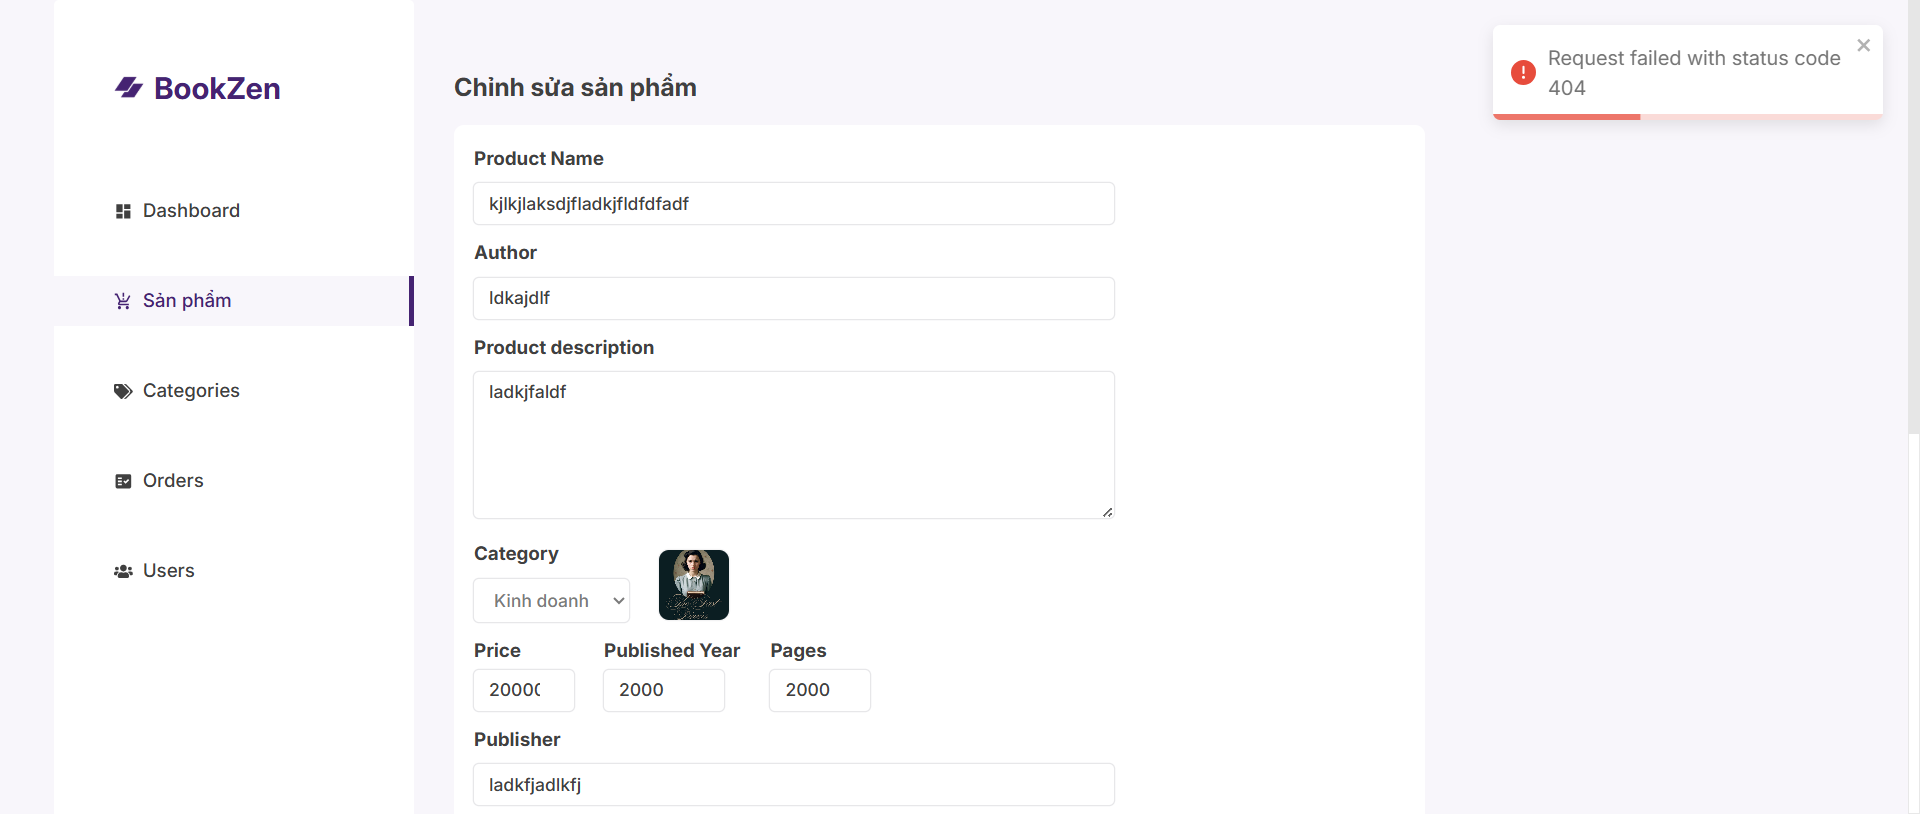 BookZen
Dashboard
Sản phẩm
Categories
Orders
Users
Chỉnh sửa sản phẩm
Product Name
kjlkjlaksdjfladkjfldfdfadf
Author
ldkajdlf
Product description
ladkjfaldf
Category
Kinh doanh
Price
Published Year
Pages
2000
2000
Publisher
ladkfjadlkfj
Request failed with status code
404